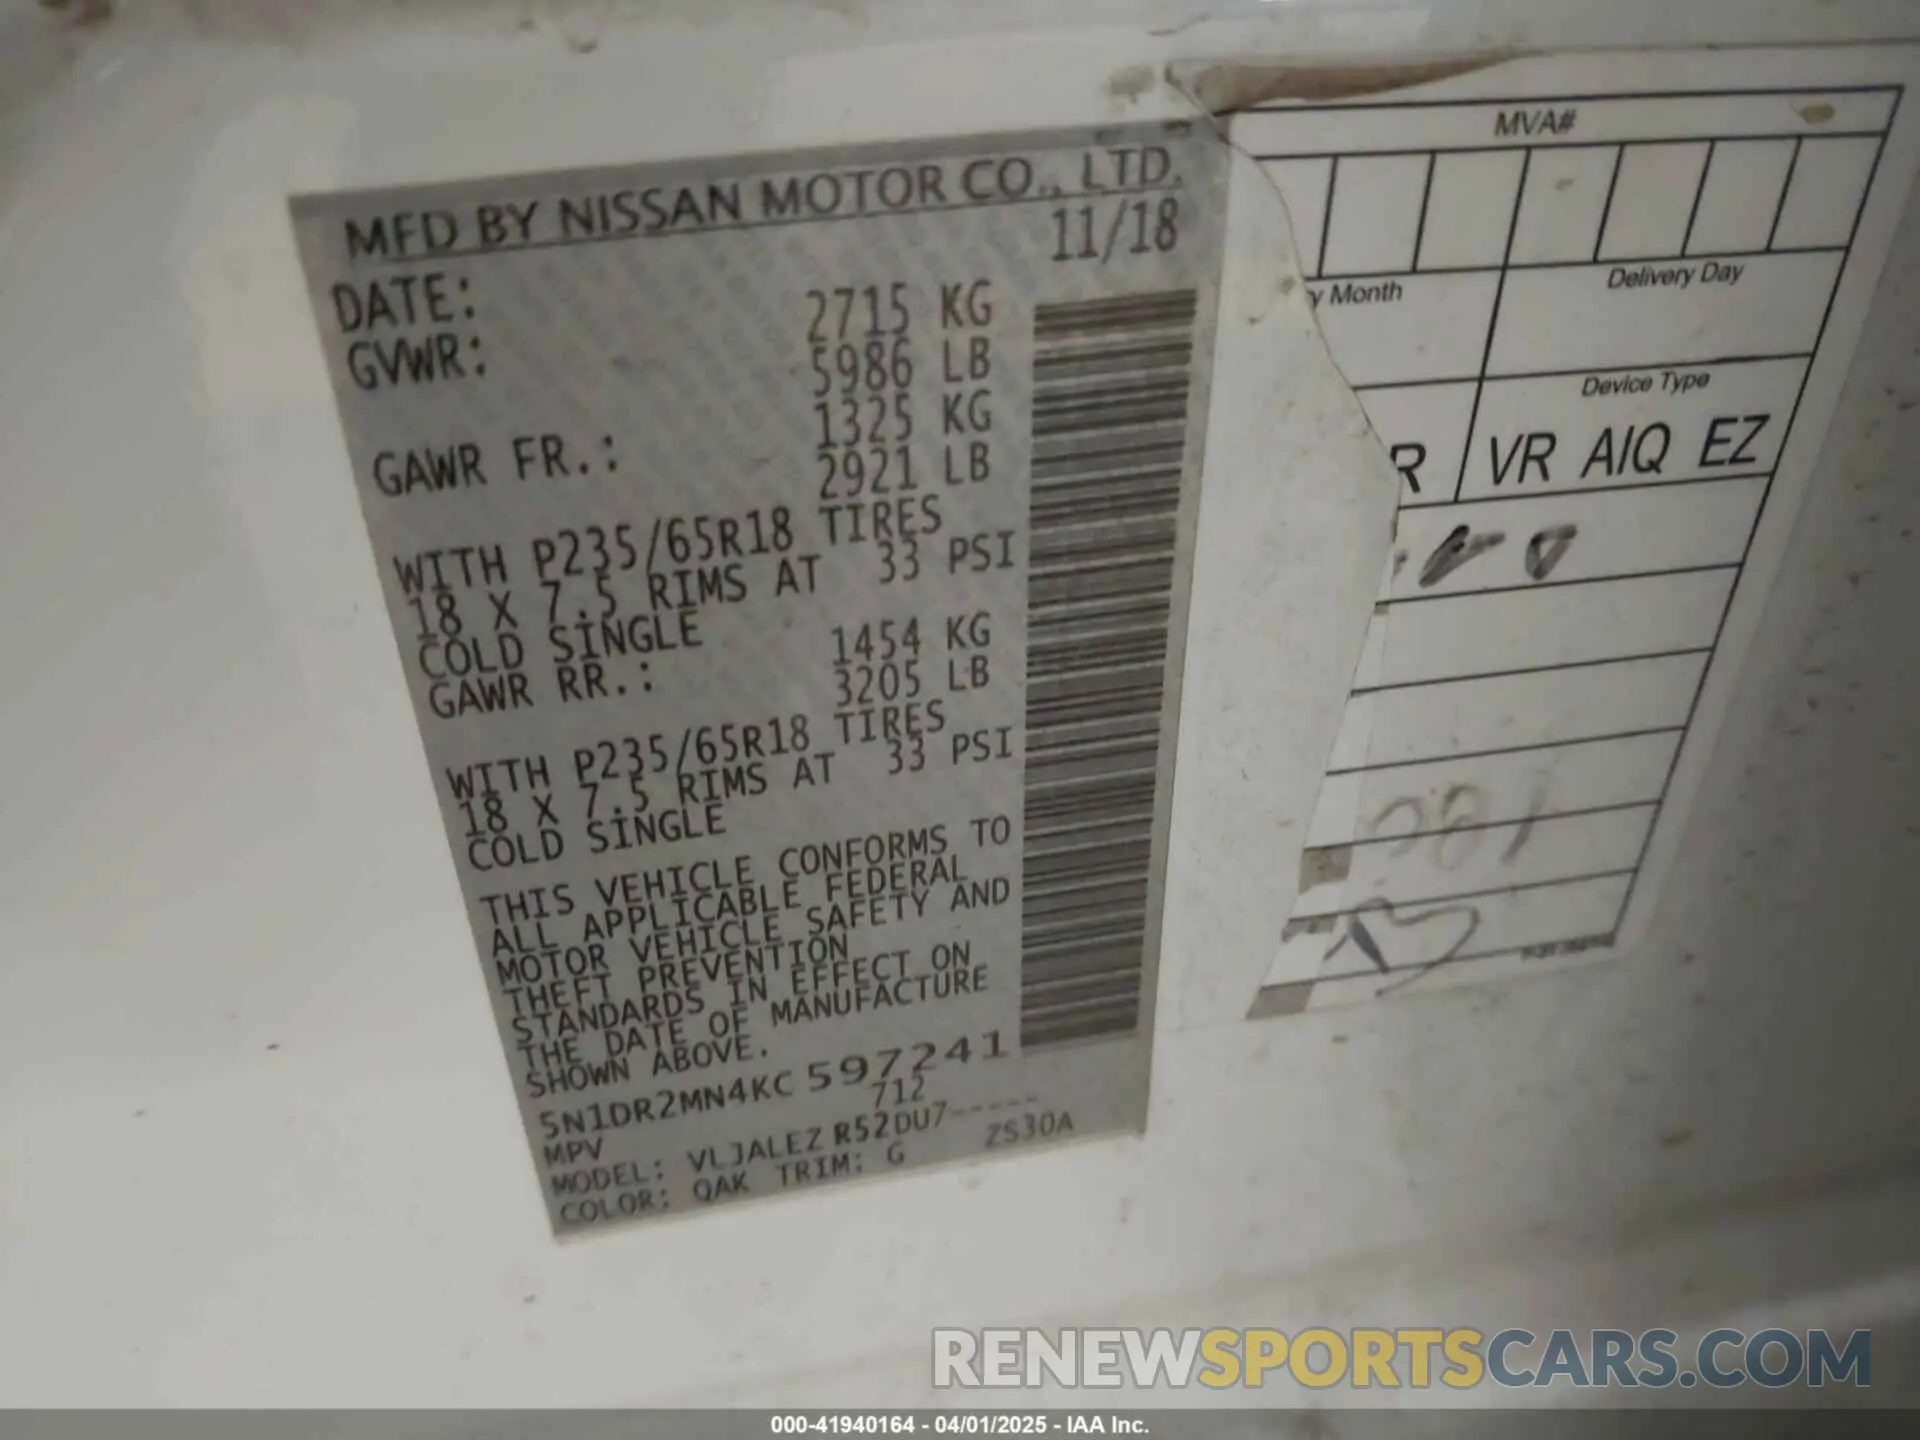 MFD BY NISSAN MOTOR CO., LTD.
DATE: 11/18
GVWR: 2715 KG
5986 LB
GAWR FR.: 1325 KG
2921 LB
WITH P235/65R18 TIRES
18 X 7.5 RIMS AT 33 PSI
COLD SINGLE
GAWR RR.: 1454 KG
3205 LB
WITH P235/65R18 TIRES
18 X 7.5 RIMS AT 33 PSI
COLD SINGLE
THIS VEHICLE CONFORMS TO
ALL APPLICABLE FEDERAL
MOTOR VEHICLE SAFETY AND
THEFT PREVENTION
STANDARDS IN EFFECT ON
THE DATE OF MANUFACTURE
SHOWN ABOVE.
5N1DR2MN4KC597241
MPV 712
MODEL: VLJALEZ R52DU7-----
COLOR: QAK TRIM: G ZS30A
MVA#
y Month
Delivery Day
Device Type
R
VR AIQ EZ
RENEWSPORTSCARS.COM
000-41940164 - 04/01/2025 - IAA Inc.